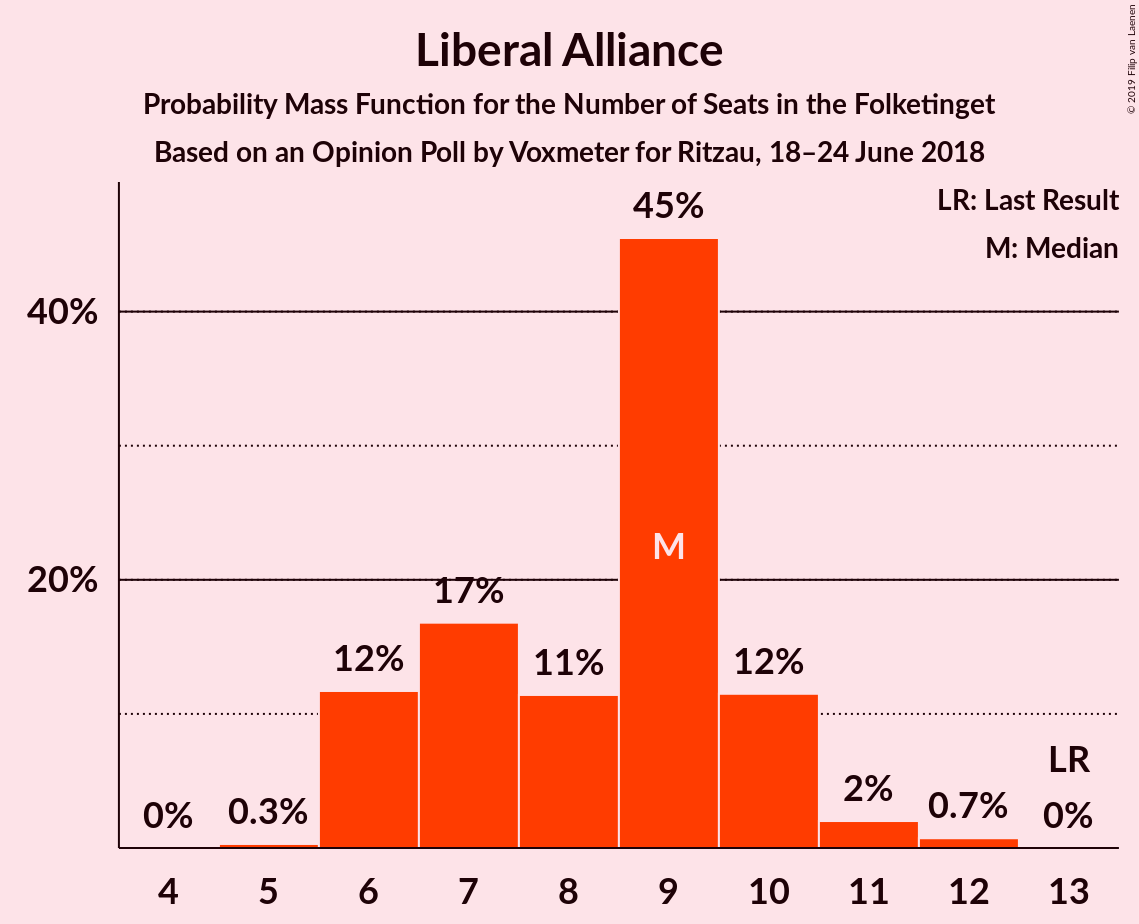 Liberal Alliance
Probability Mass Function for the Number of Seats in the Folketinget
Based on an Opinion Poll by Voxmeter for Ritzau, 18–24 June 2018
© 2019 Filip van Laenen
LR: Last Result
M: Median
40%
20%
0%
0.3%
12%
17%
11%
45%
M
12%
2%
0.7%
LR
0%
4 5 6 7 8 9 10 11 12 13